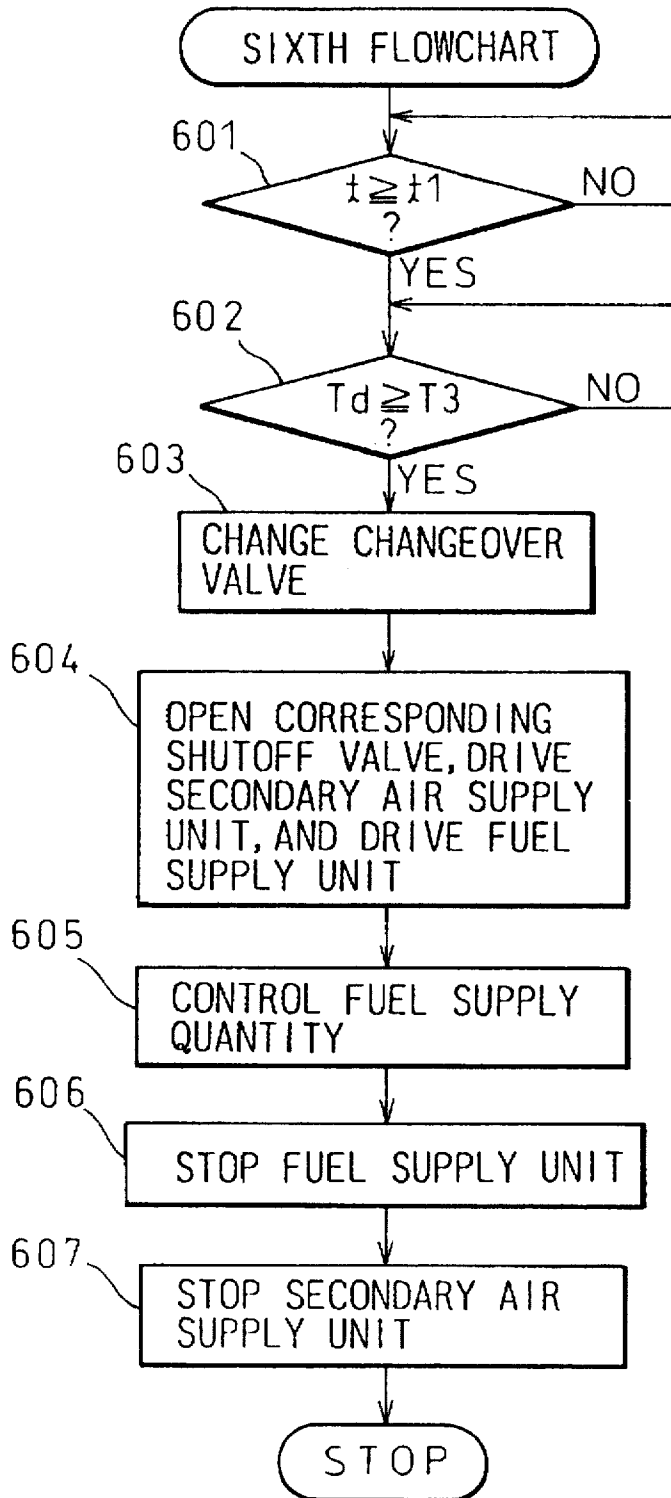 SIXTH FLOWCHART
601
t ≧ t1
?
NO
YES
602
Td ≧ T3
?
NO
YES
603
CHANGE CHANGEOVER
VALVE
604
OPEN CORRESPONDING
SHUTOFF VALVE, DRIVE
SECONDARY AIR SUPPLY
UNIT, AND DRIVE FUEL
SUPPLY UNIT
605
CONTROL FUEL SUPPLY
QUANTITY
606
STOP FUEL SUPPLY UNIT
607
STOP SECONDARY AIR
SUPPLY UNIT
STOP